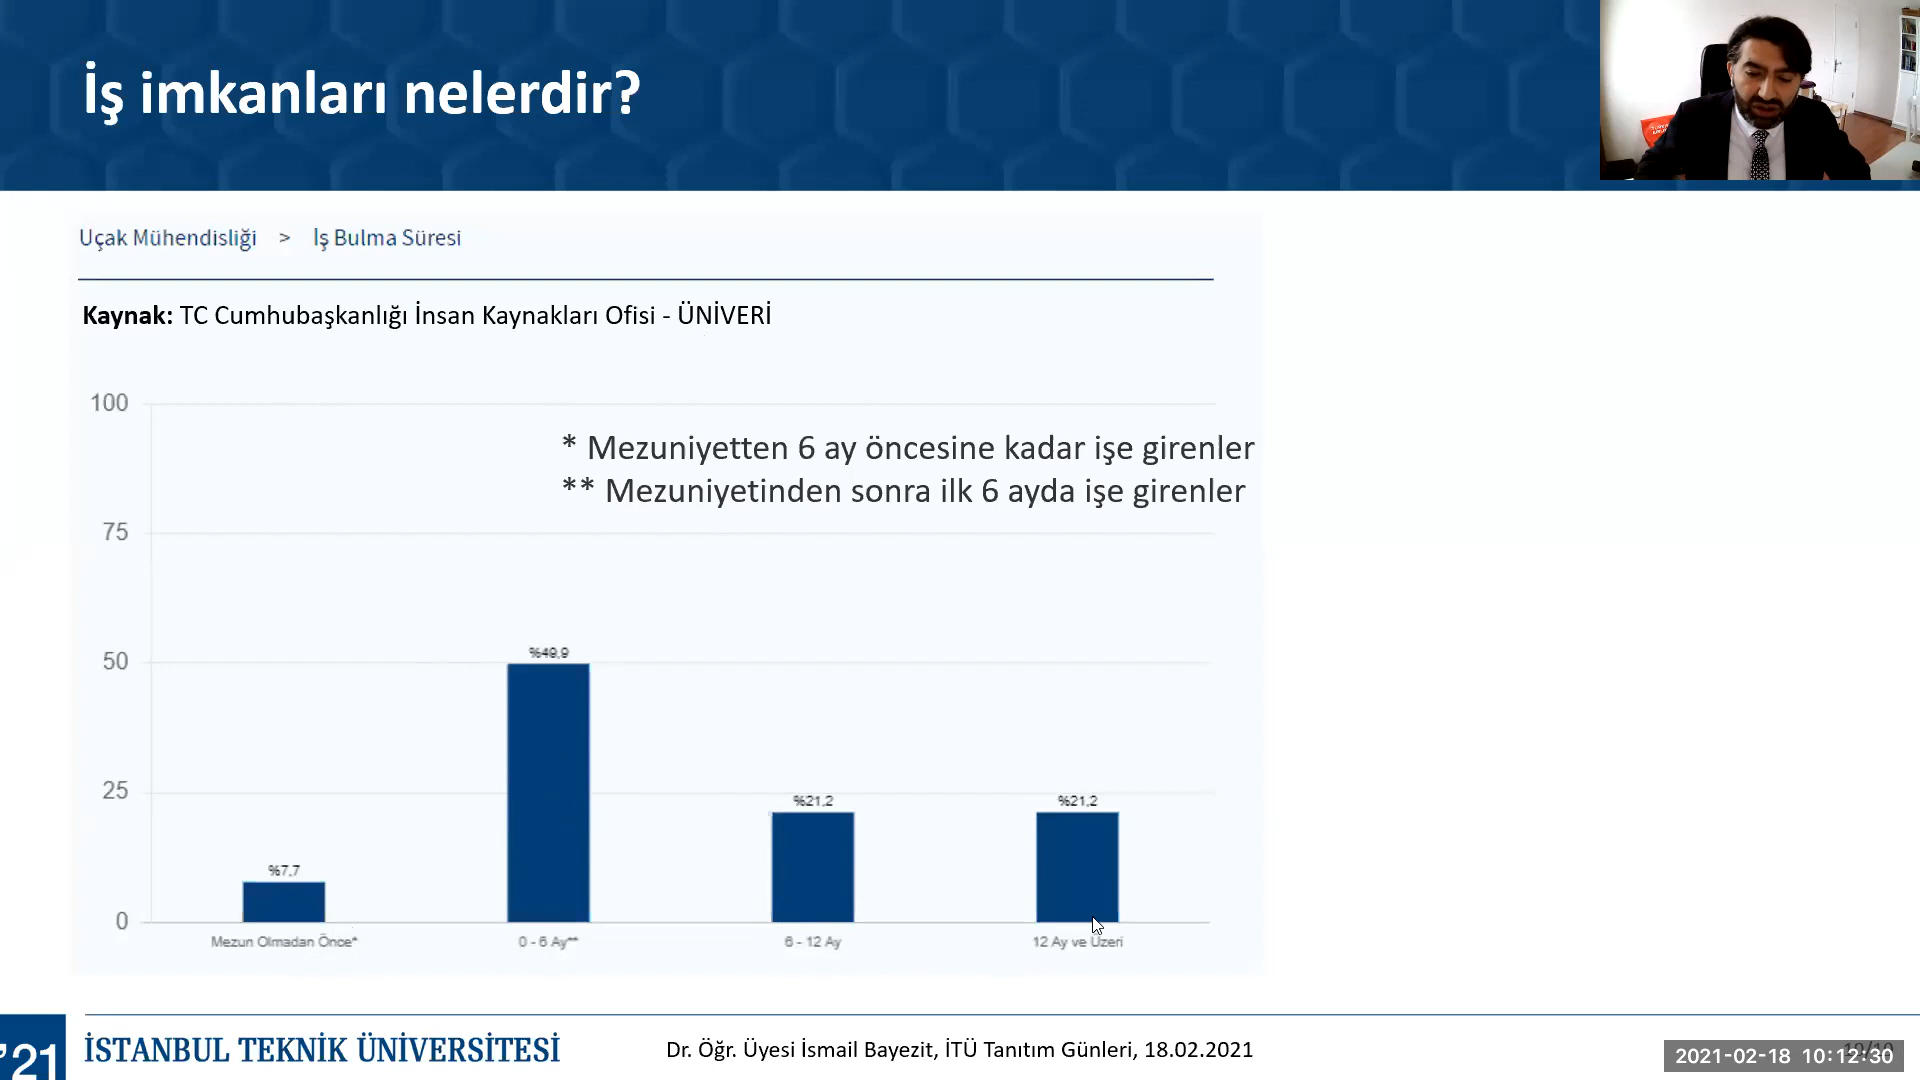 İş imkanları nelerdir?
Uçak Mühendisliği > İş Bulma Süresi
Kaynak: TC Cumhubaşkanlığı İnsan Kaynakları Ofisi - ÜNİVERİ
* Mezuniyetten 6 ay öncesine kadar işe girenler
** Mezuniyetinden sonra ilk 6 ayda işe girenler
100
75
50
25
0
%7,7
%49,9
%21,2
%21,2
Mezun Olmadan Önce*
0 - 6 Ay**
6 - 12 Ay
12 Ay ve Üzeri
'21
İSTANBUL TEKNİK ÜNİVERSİTESİ
Dr. Öğr. Üyesi İsmail Bayezit, İTÜ Tanıtım Günleri, 18.02.2021
2021-02-18 10:12:30